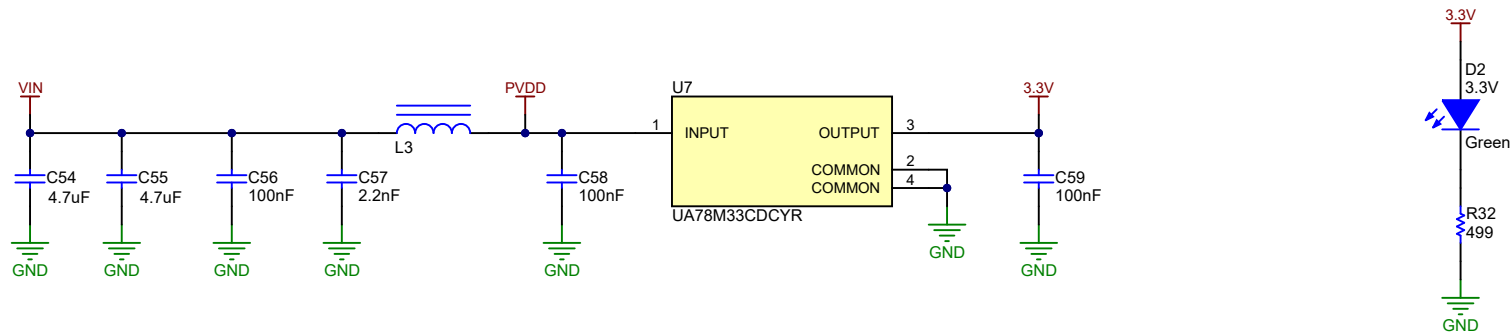 VIN
C54
4.7uF
GND
C55
4.7uF
GND
C56
100nF
GND
C57
2.2nF
GND
L3
PVDD
C58
100nF
GND
U7
1
INPUT
OUTPUT
3
COMMON
2
COMMON
4
UA78M33CDCYR
GND
3.3V
C59
100nF
GND
3.3V
D2
3.3V
Green
R32
499
GND